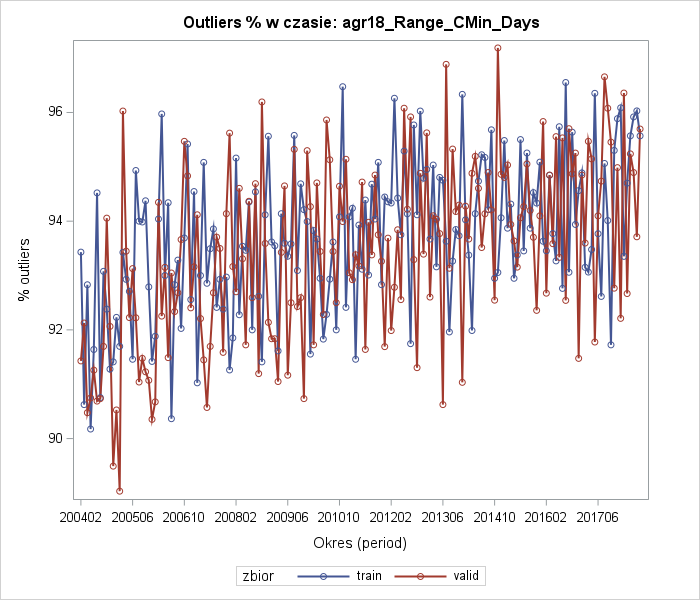 Outliers % w czasie: agr18_Range_CMin_Days
% outliers
96
94
92
90
200402 200506 200610 200802 200906 201010 201202 201306 201410 201602 201706
Okres (period)
zbior train valid